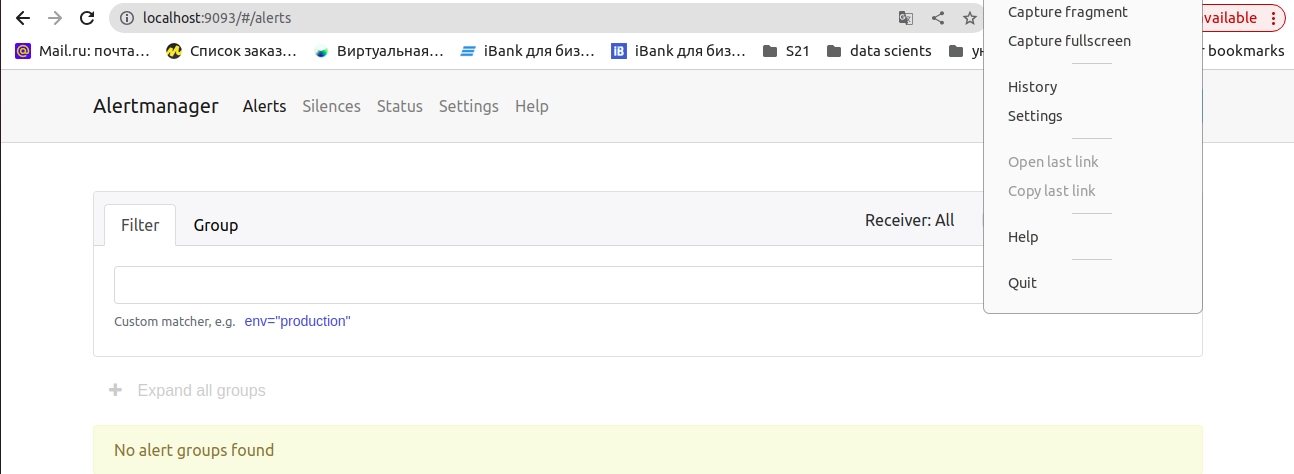 localhost:9093/#/alerts
Capture fragment
vailable
Capture fullscreen
Mail.ru: почта… Список заказ… Виртуальная… iBank для биз… iBank для биз… S21 data scients bookmarks
History
Settings
Alertmanager Alerts Silences Status Settings Help
Open last link
Copy last link
Help
Quit
Filter Group Receiver: All
Custom matcher, e.g. env="production"
+ Expand all groups
No alert groups found